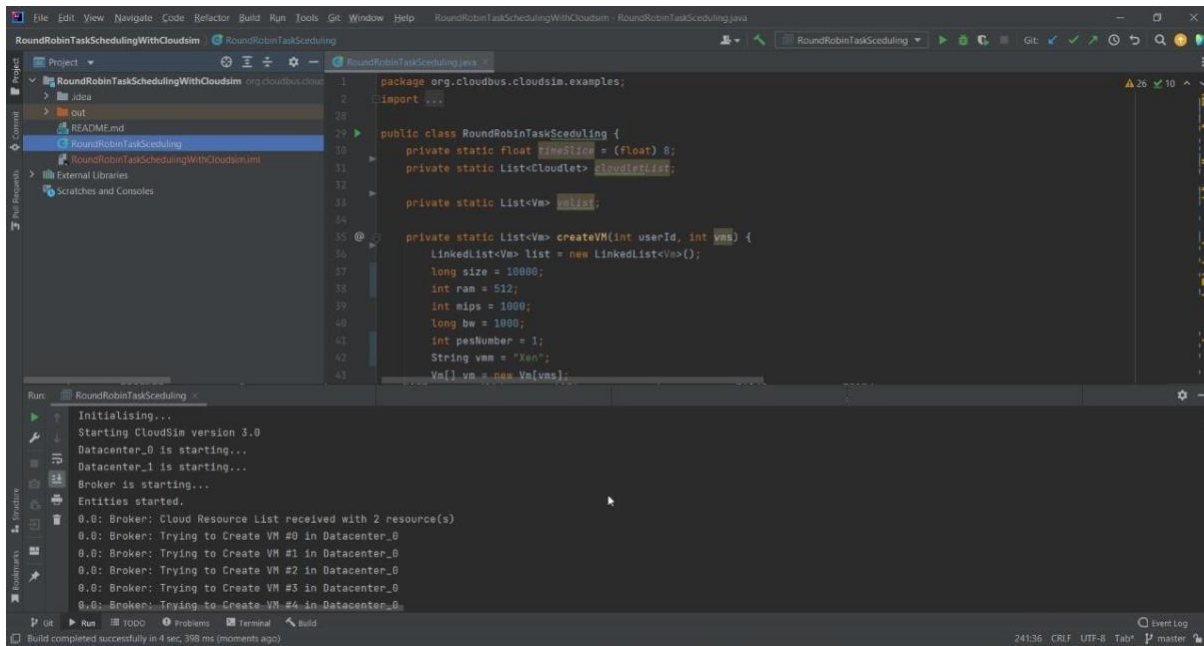 File Edit View Navigate Code Refactor Build Run Tools Git Window Help RoundRobinTaskSchedulingWithCloudsim - RoundRobinTaskSceduling.java
RoundRobinTaskSchedulingWithCloudsim RoundRobinTaskSceduling
RoundRobinTaskSceduling
Git:
Project
RoundRobinTaskSceduling.java
RoundRobinTaskSchedulingWithCloudsim
.idea
out
README.md
RoundRobinTaskSceduling
RoundRobinTaskSchedulingWithCloudsim.iml
External Libraries
Scratches and Consoles
Project
Commit
Pull Requests
26 10
1 package org.cloudbus.cloudsim.examples;
2 import ...
28
29 public class RoundRobinTaskSceduling {
30 private static float timeSlice = (float) 8;
31 private static List<Cloudlet> cloudletList;
32
33 private static List<Vm> vmlist;
34
35 @ private static List<Vm> createVM(int userId, int vms) {
36 LinkedList<Vm> list = new LinkedList<Vm>();
37 long size = 10000;
38 int ram = 512;
39 int mips = 1000;
40 long bw = 1000;
41 int pesNumber = 1;
42 String vmm = "Xen";
43 Vm[] vm = new Vm[vms];
Run: RoundRobinTaskSceduling
Initialising...
Starting CloudSim version 3.0
Datacenter_0 is starting...
Datacenter_1 is starting...
Broker is starting...
Entities started.
0.0: Broker: Cloud Resource List received with 2 resource(s)
0.0: Broker: Trying to Create VM #0 in Datacenter_0
0.0: Broker: Trying to Create VM #1 in Datacenter_0
0.0: Broker: Trying to Create VM #2 in Datacenter_0
0.0: Broker: Trying to Create VM #3 in Datacenter_0
0.0: Broker: Trying to Create VM #4 in Datacenter_0
Structure
Bookmarks
Git Run TODO Problems Terminal Build Event Log
Build completed successfully in 4 sec, 398 ms (moments ago) 241:36 CRLF UTF-8 Tab* master